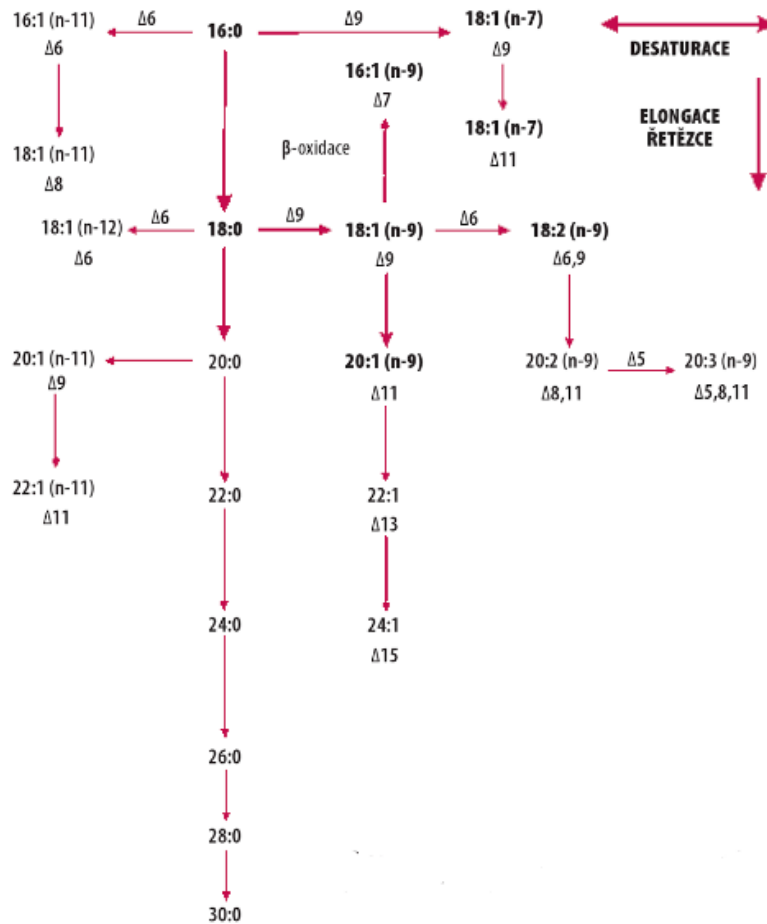 16:1 (n-11) Δ6 16:0 Δ9 18:1 (n-7)
Δ6 Δ9 DESATURACE
16:1 (n-9)
Δ7
18:1 (n-7) ELONGACE
β-oxidace ŘETĚZCE
18:1 (n-11) Δ11
Δ8
18:1 (n-12) Δ6 18:0 Δ9 18:1 (n-9) Δ6 18:2 (n-9)
Δ6 Δ9 Δ6,9
20:1 (n-11) 20:0 20:1 (n-9) 20:2 (n-9) Δ5 20:3 (n-9)
Δ9 Δ11 Δ8,11 Δ5,8,11
22:1 (n-11) 22:0 22:1
Δ11 Δ13
24:0 24:1
Δ15
26:0
28:0
30:0